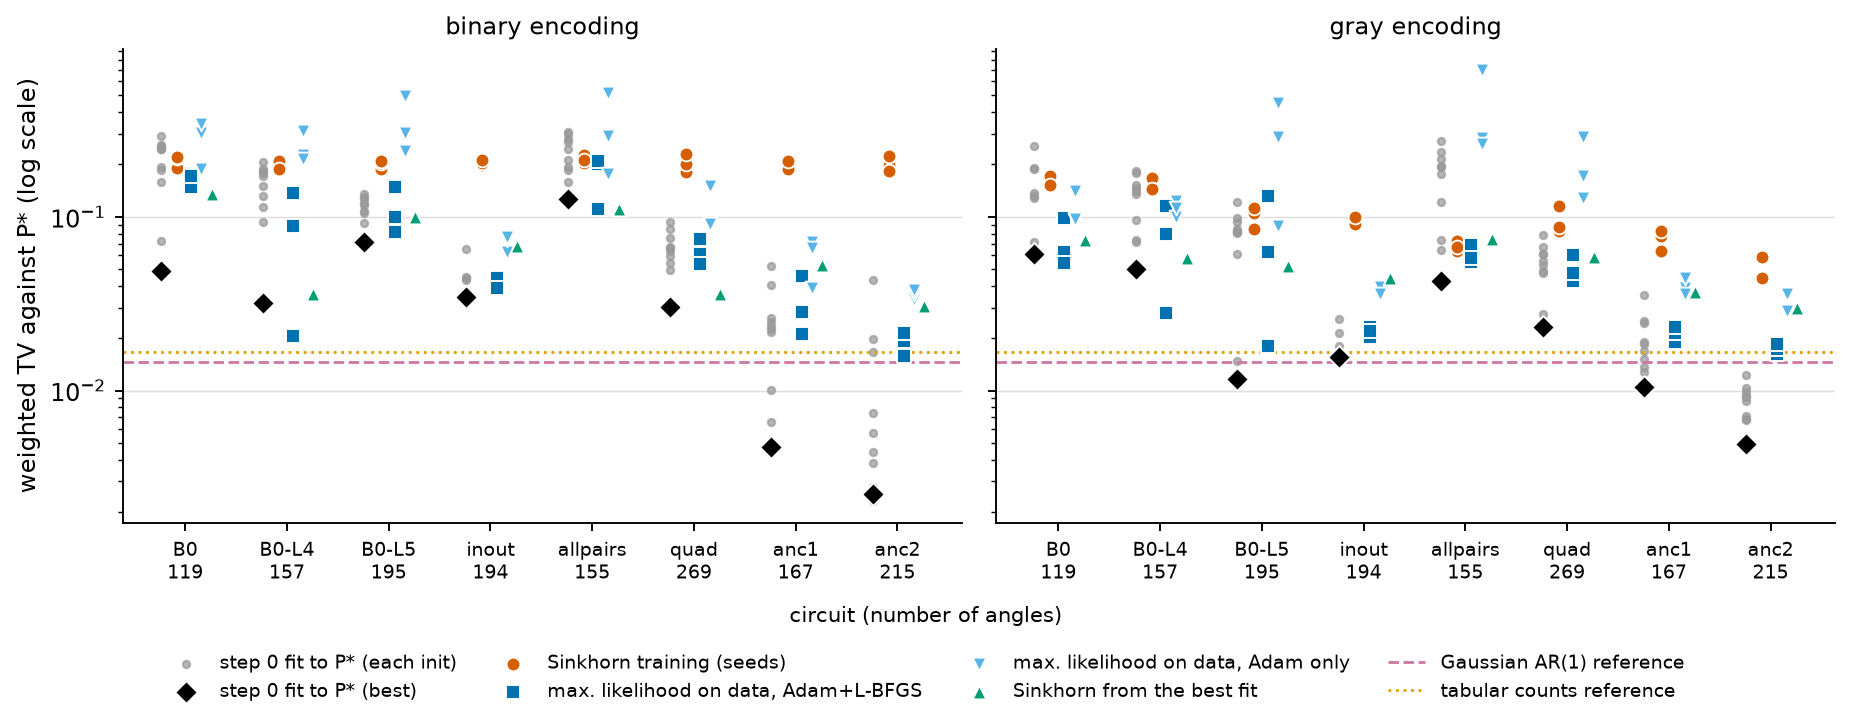 binary encoding
gray encoding
weighted TV against P* (log scale)
10⁻¹
10⁻²
B0 B0-L4 B0-L5 inout allpairs quad anc1 anc2
119 157 195 194 155 269 167 215
B0 B0-L4 B0-L5 inout allpairs quad anc1 anc2
119 157 195 194 155 269 167 215
circuit (number of angles)
step 0 fit to P* (each init)
step 0 fit to P* (best)
Sinkhorn training (seeds)
max. likelihood on data, Adam+L-BFGS
max. likelihood on data, Adam only
Sinkhorn from the best fit
Gaussian AR(1) reference
tabular counts reference